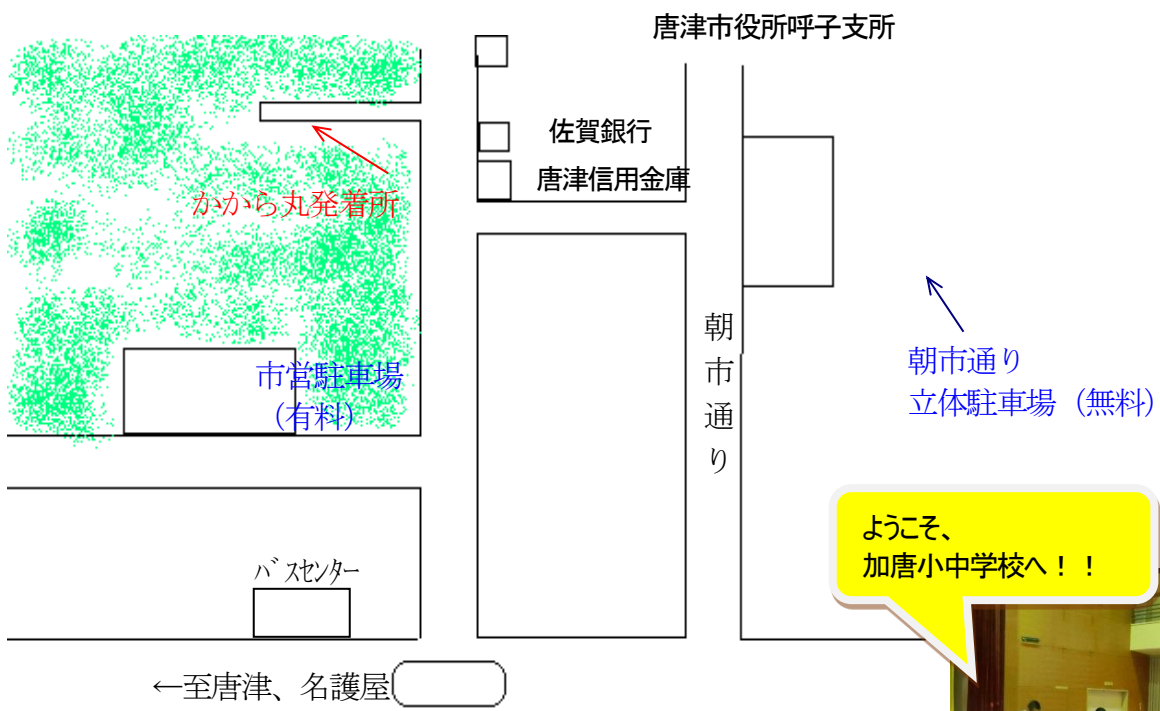 唐津市役所呼子支所
佐賀銀行
唐津信用金庫
かから丸発着所
朝市通り
朝市通り
立体駐車場（無料）
市営駐車場
（有料）
ようこそ、
加唐小中学校へ！！
バスセンター
←至唐津、名護屋